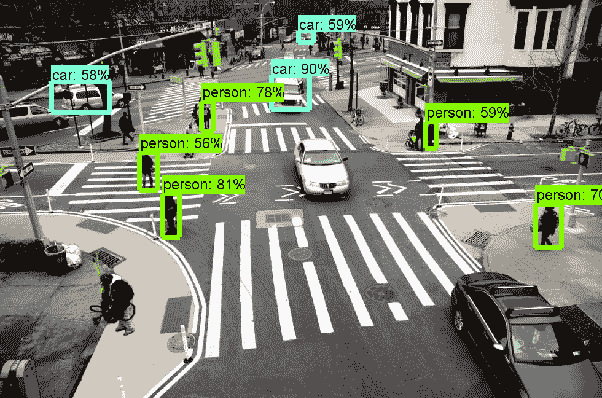 car: 59%
car: 58%
car: 90%
person: 78%
person: 59%
person: 56%
person: 81%
person: 70